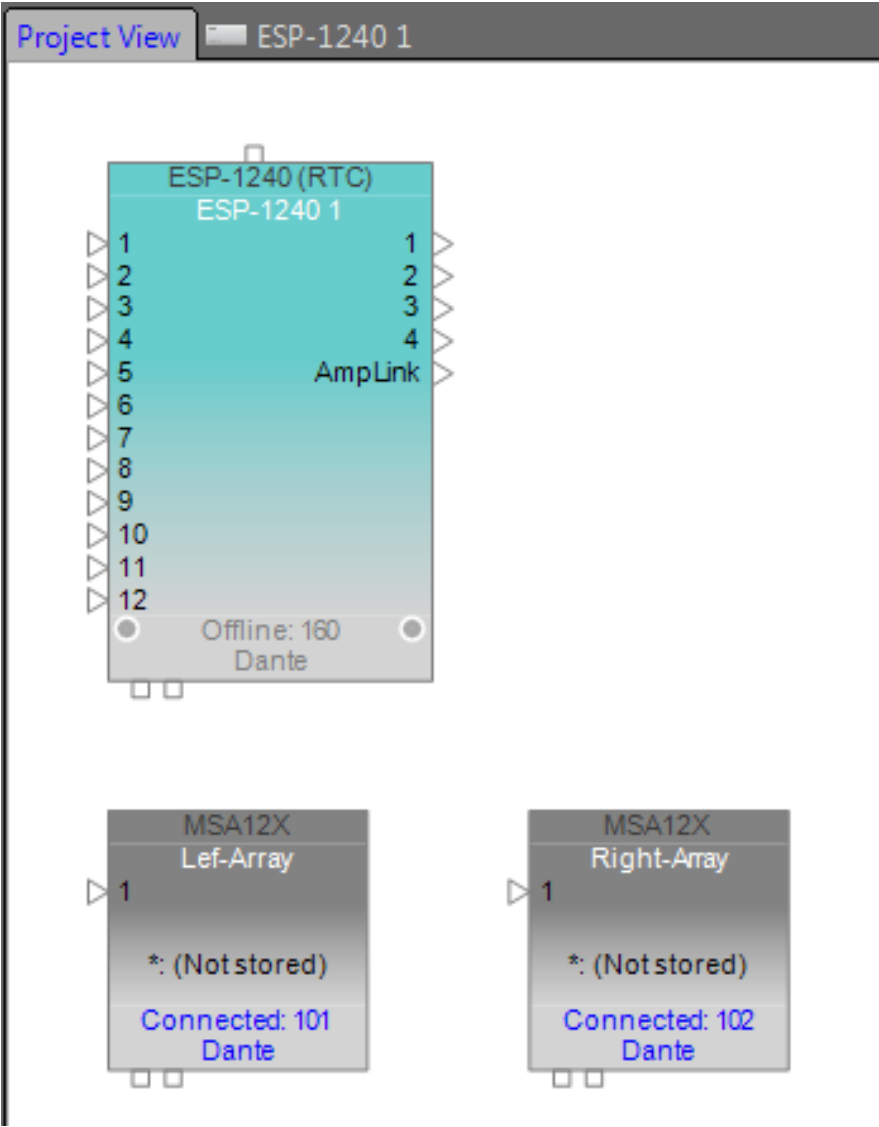 Project View ESP-1240 1
ESP-1240 (RTC)
ESP-1240 1
1 1
2 2
3 3
4 4
5 AmpLink
6
7
8
9
10
11
12
Offline: 160
Dante
MSA12X
Lef-Array
1
*: (Not stored)
Connected: 101
Dante
MSA12X
Right-Array
1
*: (Not stored)
Connected: 102
Dante